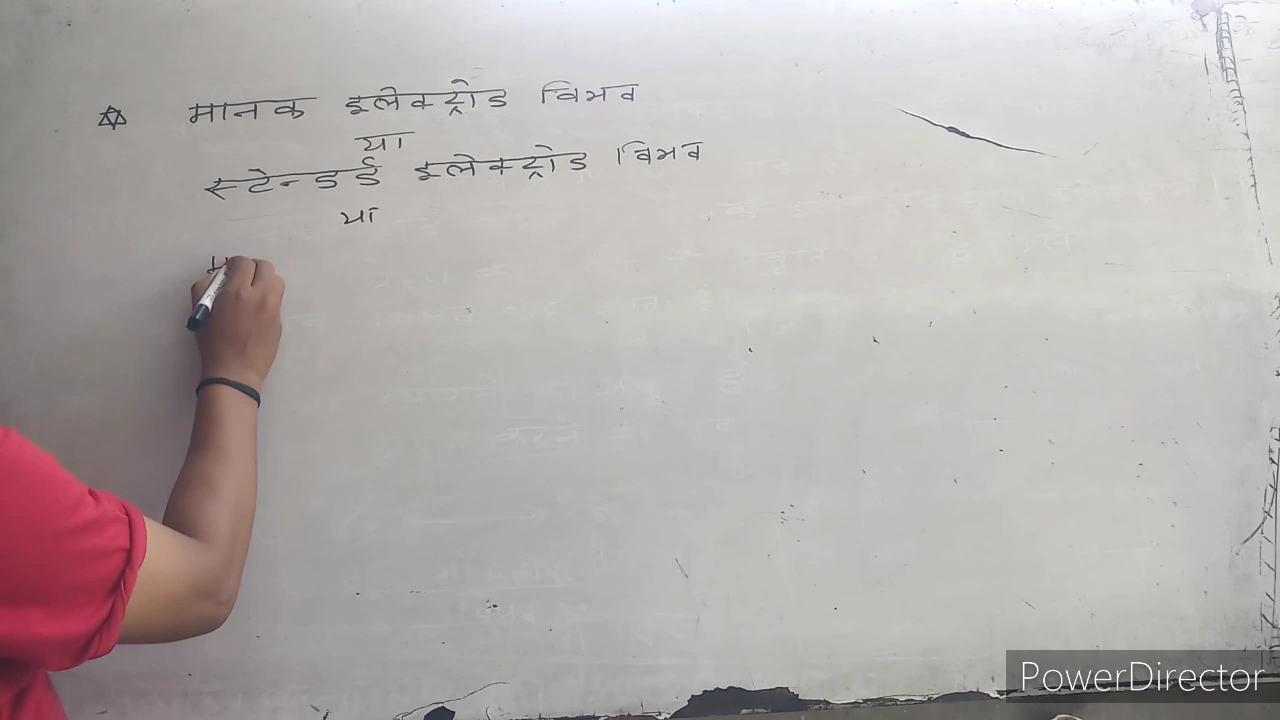 मानक इलेक्ट्रोड विभव
या
स्टेन्डर्ड इलेक्ट्रोड विभव
या
PowerDirector